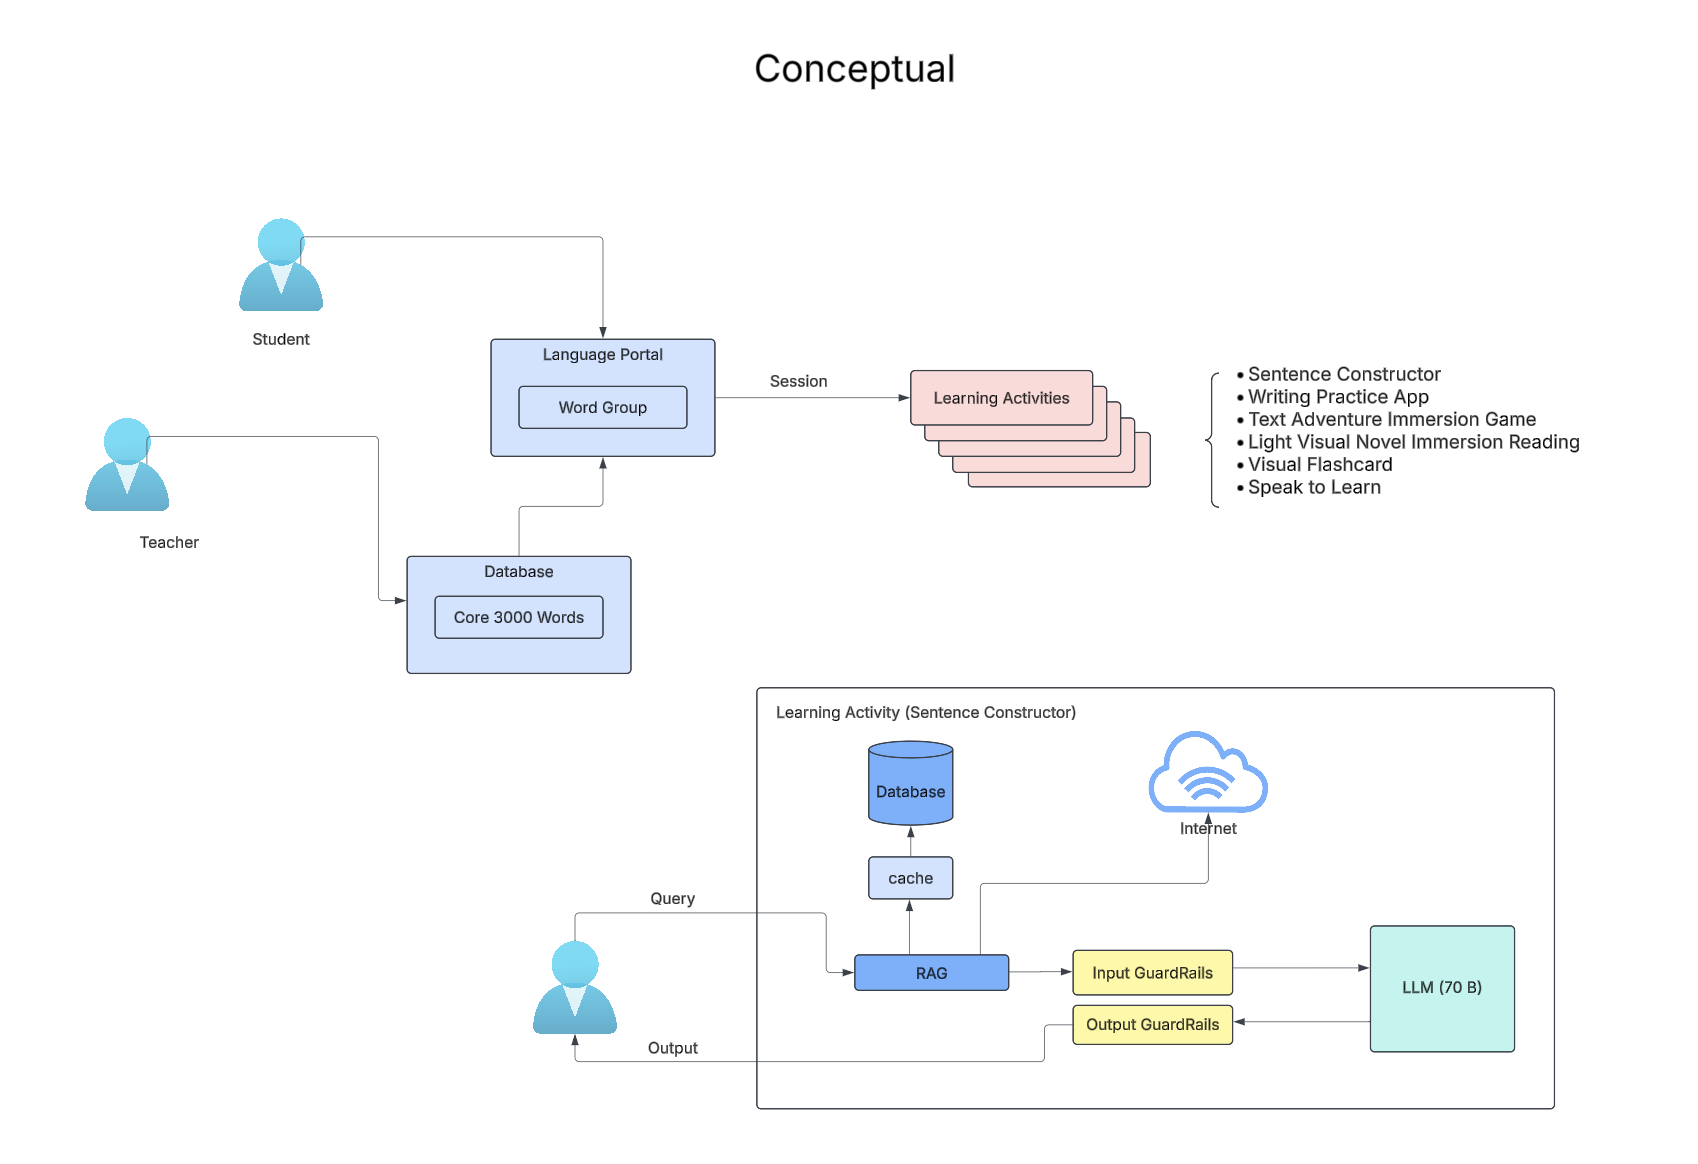 Conceptual
Student
Language Portal
Word Group
Session
Learning Activities
• Sentence Constructor
• Writing Practice App
• Text Adventure Immersion Game
• Light Visual Novel Immersion Reading
• Visual Flashcard
• Speak to Learn
Teacher
Database
Core 3000 Words
Learning Activity (Sentence Constructor)
Database
Internet
cache
Query
RAG
Input GuardRails
LLM (70 B)
Output GuardRails
Output